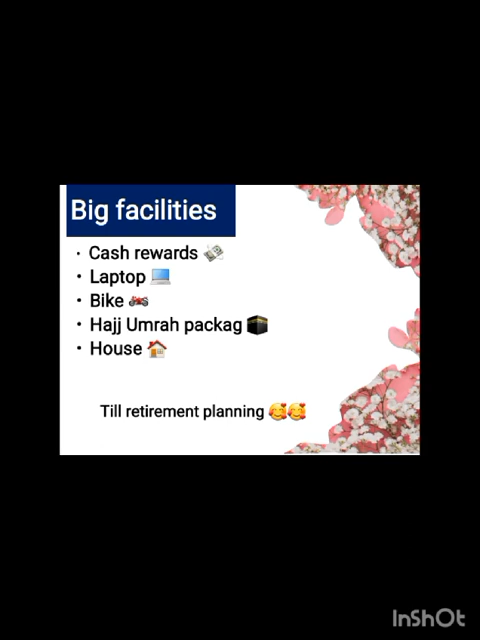 Big facilities
• Cash rewards 💸
• Laptop 💻
• Bike 🏍️
• Hajj Umrah packag 🕋
• House 🏠
Till retirement planning 🥰🥰
InShOt